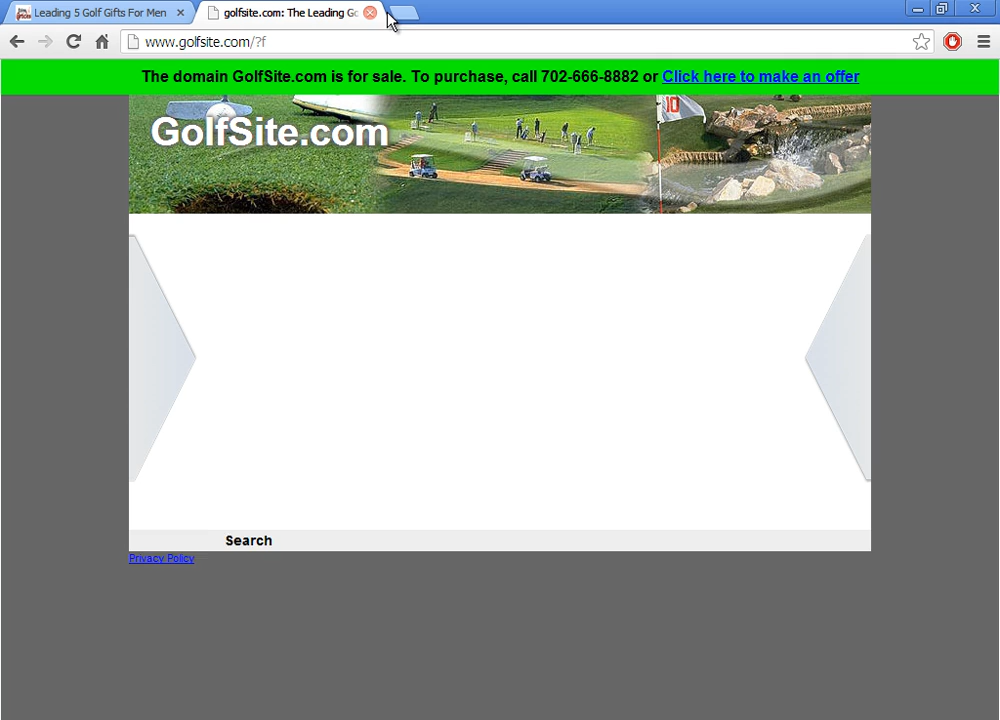 Leading 5 Golf Gifts For Men
golfsite.com: The Leading Go
www.golfsite.com/?f
The domain GolfSite.com is for sale. To purchase, call 702-666-8882 or Click here to make an offer
GolfSite.com
10
Search
Privacy Policy